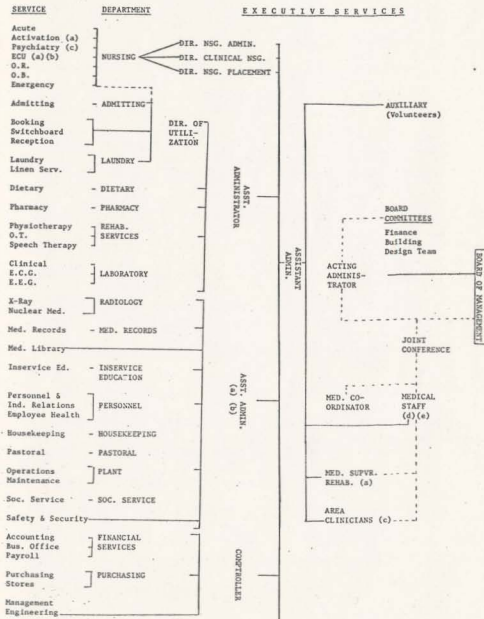 SERVICE DEPARTMENT EXECUTIVE SERVICES
Acute
Activation (a)
Psychiatry (c)
ECU (a)(b)
O.R.
O.B.
Emergency
NURSING
DIR. NSG. ADMIN.
DIR. CLINICAL NSG.
DIR. NSG. PLACEMENT
Admitting - ADMITTING
Booking
Switchboard
Reception
DIR. OF
UTILI-
ZATION
Laundry
Linen Serv.
LAUNDRY
Dietary - DIETARY
Pharmacy - PHARMACY
Physiotherapy
O.T.
Speech Therapy
REHAB.
SERVICES
Clinical
E.C.G.
E.E.G.
LABORATORY
X-Ray
Nuclear Med.
RADIOLOGY
Med. Records - MED. RECORDS
Med. Library
Inservice Ed. - INSERVICE
EDUCATION
Personnel &
Ind. Relations
Employee Health
PERSONNEL
Housekeeping - HOUSEKEEPING
Pastoral - PASTORAL
Operations
Maintenance
PLANT
Soc. Service - SOC. SERVICE
Safety & Security
Accounting
Bus. Office
Payroll
FINANCIAL
SERVICES
Purchasing
Stores
PURCHASING
Management
Engineering
ASST.
ADMINISTRATOR
ASST. ADMIN.
(a) (b)
COMPTROLLER
ASSISTANT
ADMIN.
AUXILIARY
(Volunteers)
BOARD
COMMITTEES
Finance
Building
Design Team
ACTING
ADMINIS-
TRATOR
BOARD OF MANAGEMENT
JOINT
CONFERENCE
MED. CO-
ORDINATOR
MEDICAL
STAFF
(d)(e)
MED. SUPVR.
REHAB. (a)
AREA
CLINICIANS (c)